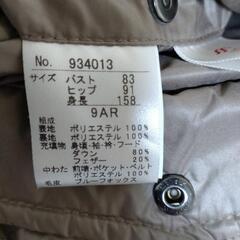 No. 934013
サイズ バスト 83
ヒップ 91
身長 158
9AR
組成
表地 ポリエステル 100%
裏地 ポリエステル 100%
充填物 身頃・袖・衿・フード
ダウン 80%
フェザー 20%
中わた 前端・ポケット・ベルト
ポリエステル 100%
毛皮 ブルーフォックス